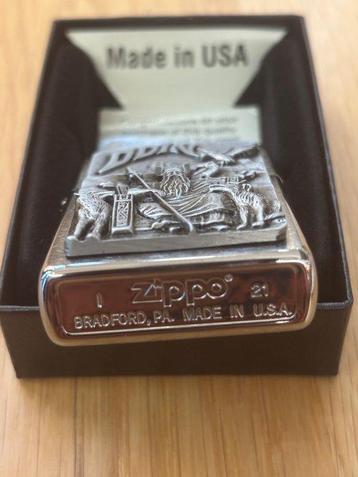 Made in USA
ODIN
I zippo® 21
BRADFORD, PA. MADE IN U.S.A.